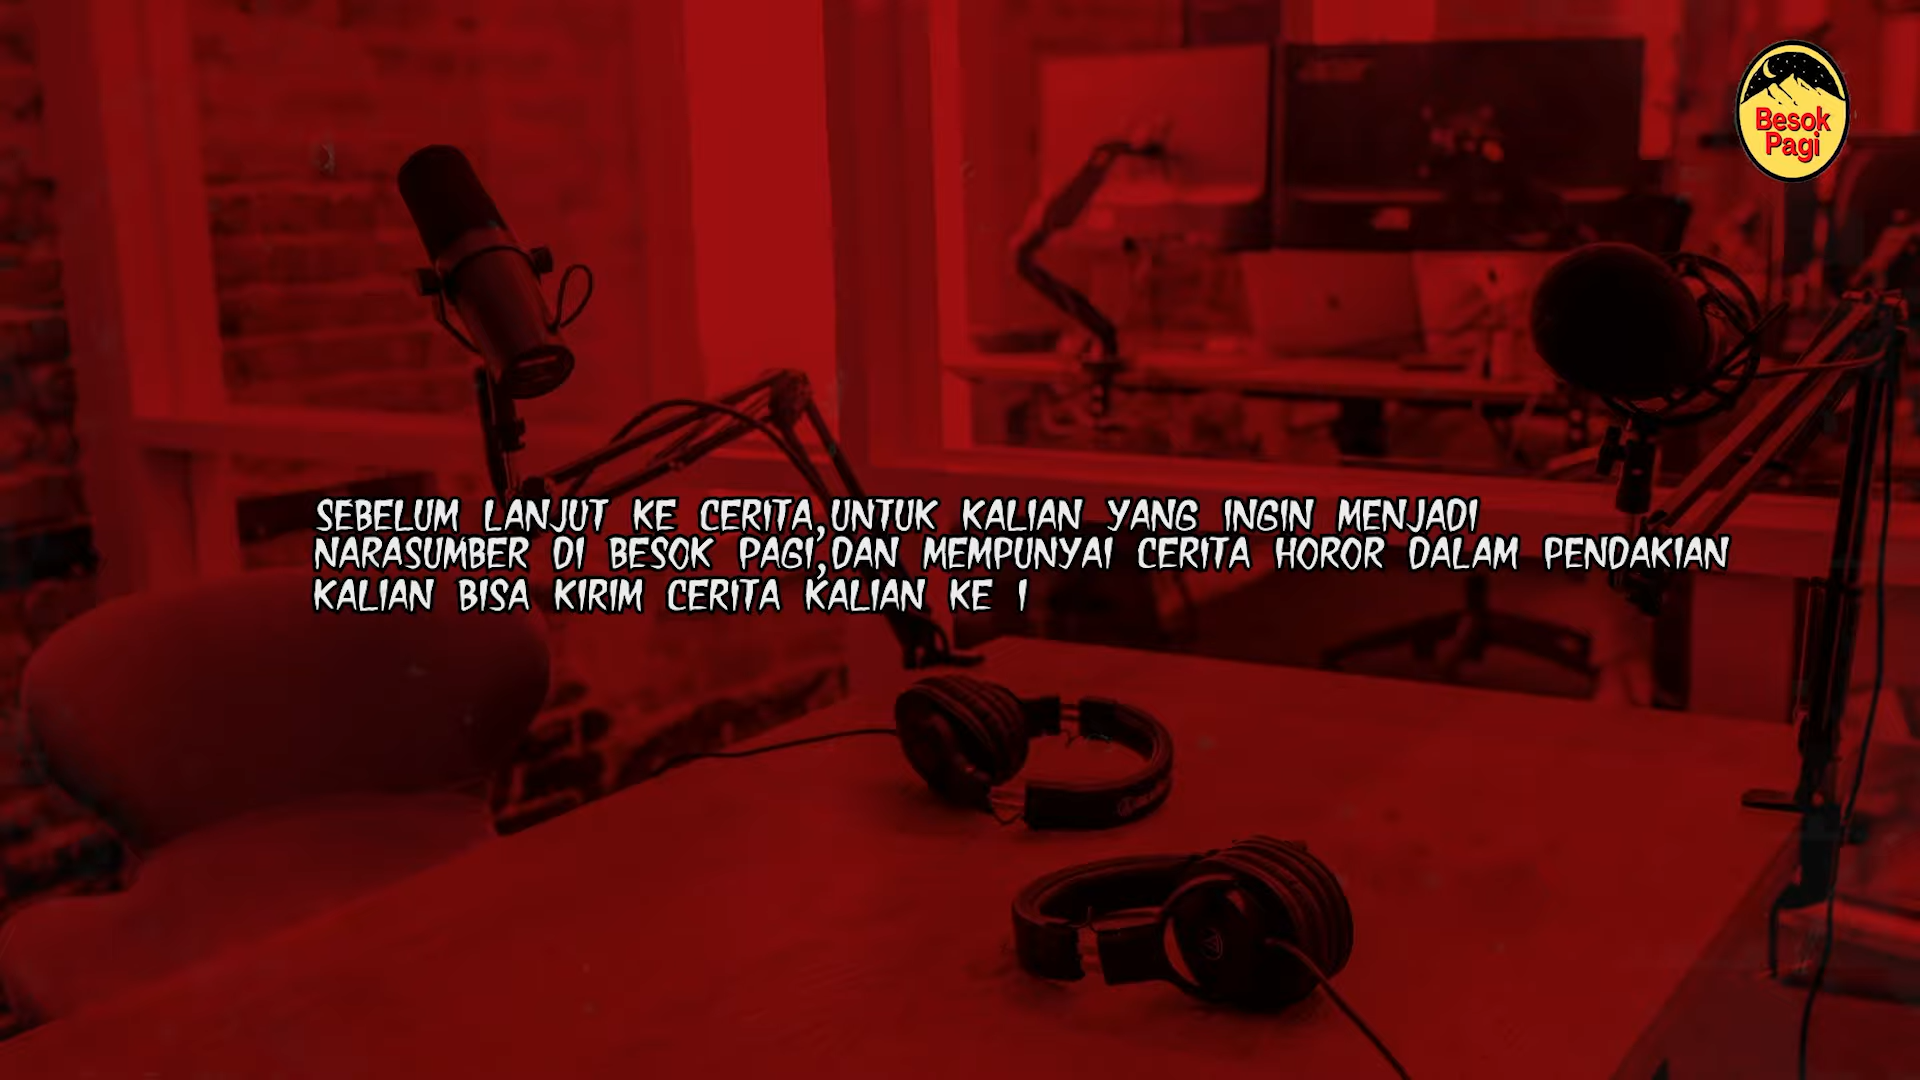 Besok
Pagi
SEBELUM LANJUT KE CERITA,UNTUK KALIAN YANG INGIN MENJADI
NARASUMBER DI BESOK PAGI,DAN MEMPUNYAI CERITA HOROR DALAM PENDAKIAN
KALIAN BISA KIRIM CERITA KALIAN KE I